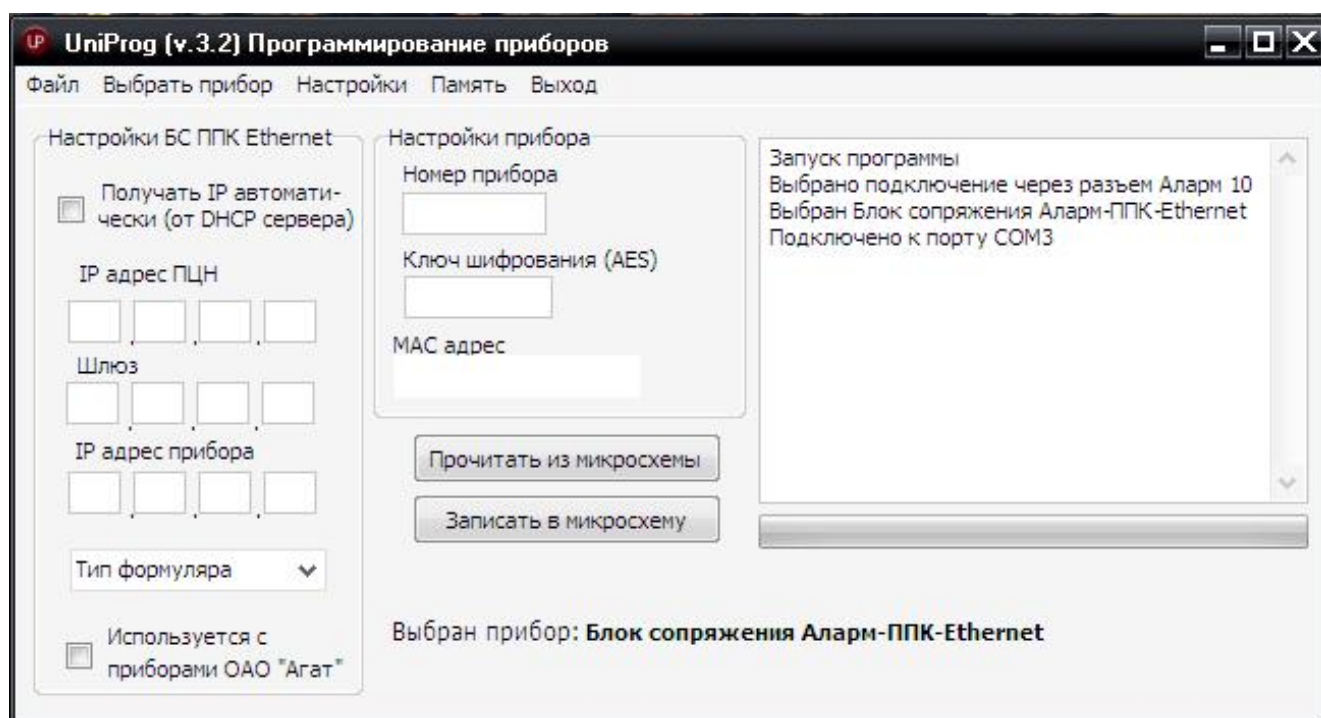 UP UniProg (v.3.2) Программирование приборов
Файл Выбрать прибор Настройки Память Выход
Настройки БС ППК Ethernet
Получать IP автомати-
чески (от DHCP сервера)
IP адрес ПЦН
. . .
Шлюз
. . .
IP адрес прибора
. . .
Тип формуляра
Используется с
приборами ОАО "Агат"
Настройки прибора
Номер прибора
Ключ шифрования (AES)
MAC адрес
Прочитать из микросхемы
Записать в микросхему
Запуск программы
Выбрано подключение через разъем Аларм 10
Выбран Блок сопряжения Аларм-ППК-Ethernet
Подключено к порту COM3
Выбран прибор: Блок сопряжения Аларм-ППК-Ethernet